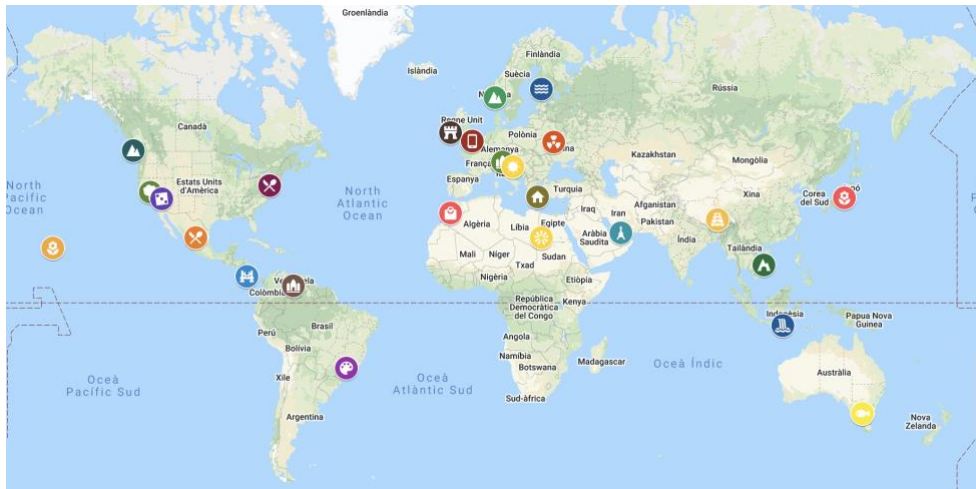 Groenlàndia
Islàndia
Finlàndia
Suècia
Rússia
Regne Unit
Polònia
Alemanya
França
Espanya
Canadà
Estats Units
d'Amèrica
North
Pacific
Ocean
North
Atlantic
Ocean
Kazakhstan
Mongòlia
Turquia
Xina
Corea
del Sud
Iraq
Iran
Afganistan
Pakistan
Algèria
Líbia
Egipte
Aràbia
Saudita
Índia
Mali
Níger
Txad
Sudan
Tailàndia
Nigèria
Etiòpia
Colòmbia
República
Democràtica
del Congo
Kenya
Indonèsia
Papua Nova
Guinea
Perú
Brasil
Bolívia
Angola
Namíbia
Botswana
Madagascar
Oceà Índic
Austràlia
Xile
Oceà
Pacífic Sud
Oceà
Atlàntic Sud
Sud-àfrica
Argentina
Nova
Zelanda